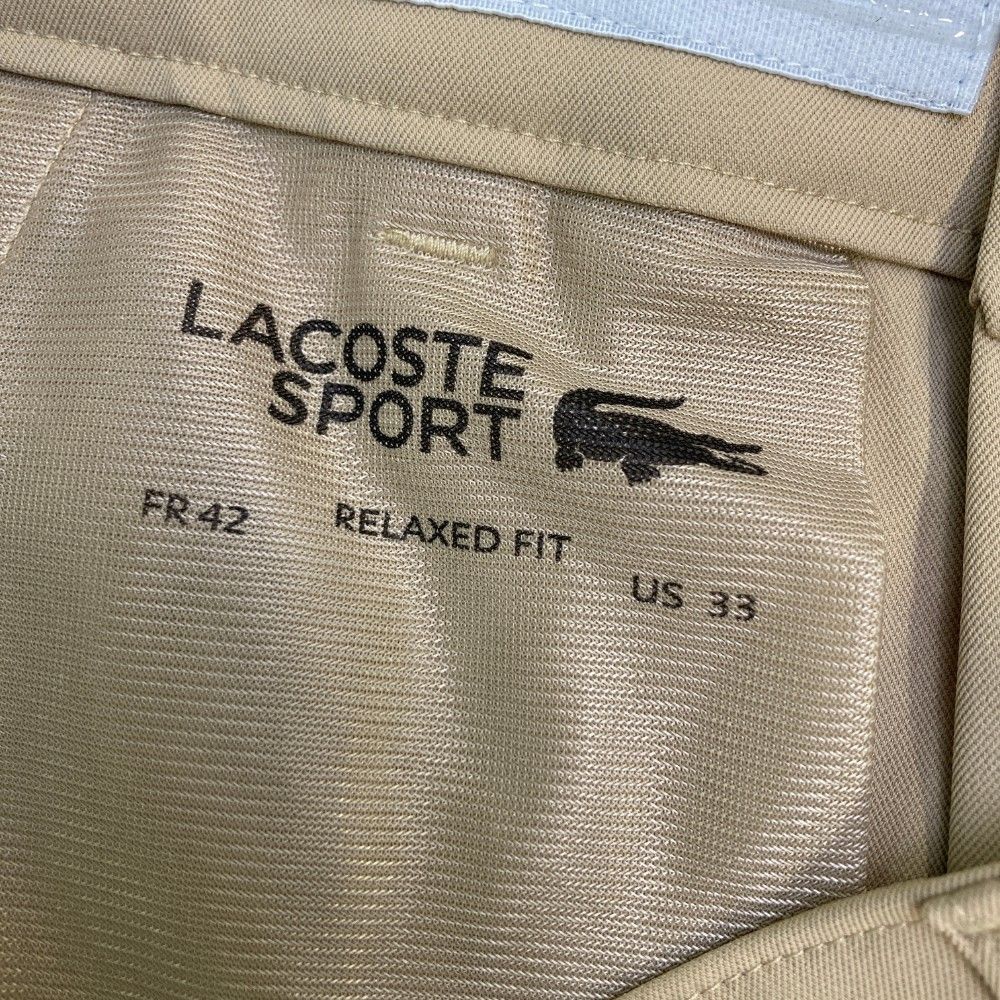 LACOSTE
SPORT
FR 42 RELAXED FIT US 33